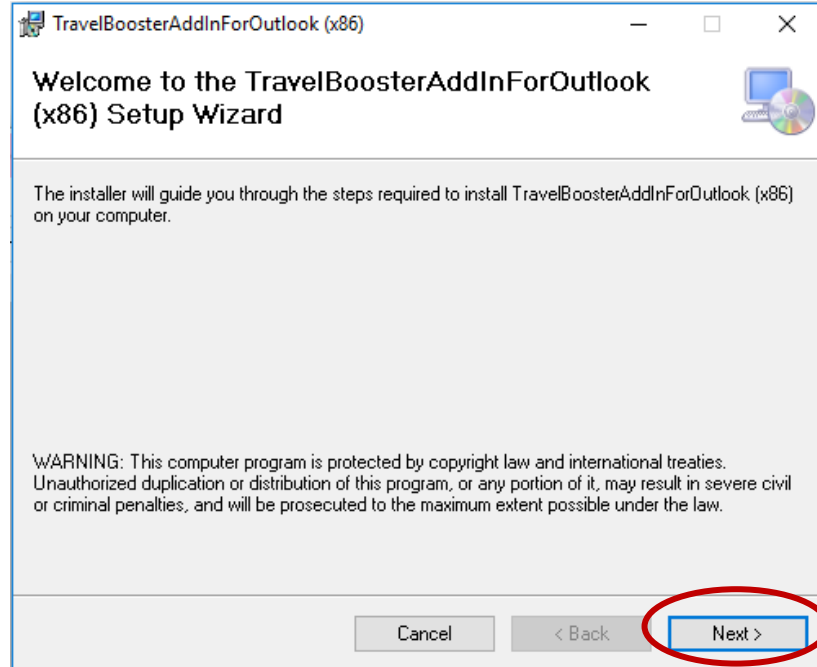 TravelBoosterAddInForOutlook (x86)
Welcome to the TravelBoosterAddInForOutlook
(x86) Setup Wizard
The installer will guide you through the steps required to install TravelBoosterAddInForOutlook (x86)
on your computer.
WARNING: This computer program is protected by copyright law and international treaties.
Unauthorized duplication or distribution of this program, or any portion of it, may result in severe civil
or criminal penalties, and will be prosecuted to the maximum extent possible under the law.
Cancel
< Back
Next >